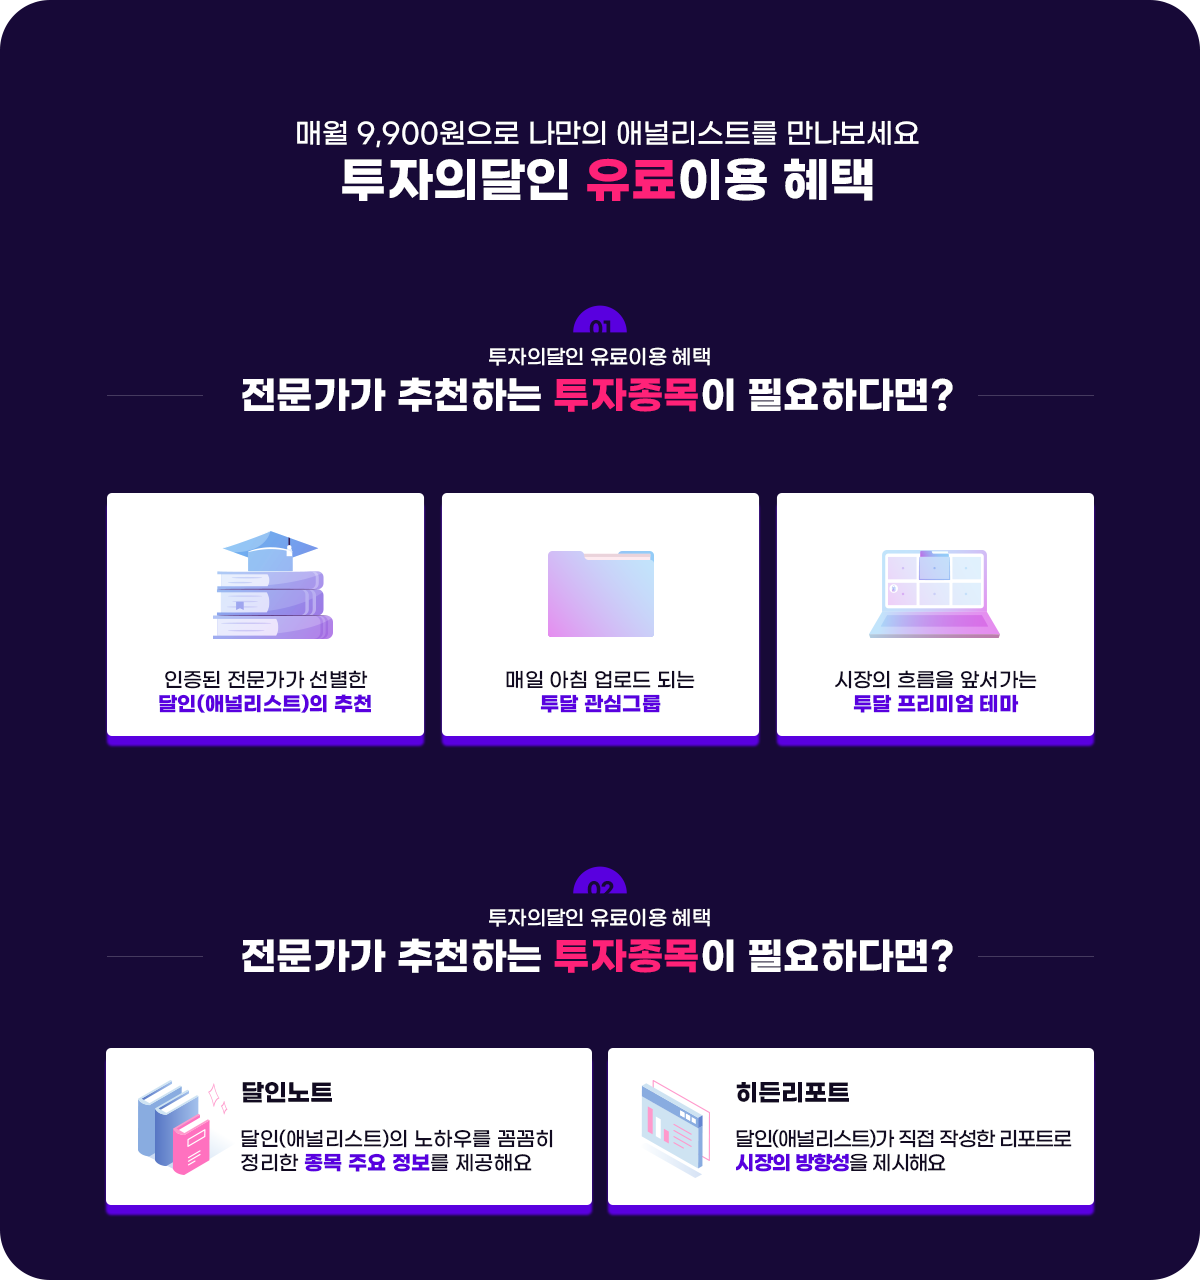 매월 9,900원으로 나만의 애널리스트를 만나보세요
투자의달인 유료이용 혜택
01
투자의달인 유료이용 혜택
전문가가 추천하는 투자종목이 필요하다면?
인증된 전문가가 선별한
달인(애널리스트)의 추천
매일 아침 업로드 되는
투달 관심그룹
시장의 흐름을 앞서가는
투달 프리미엄 테마
02
투자의달인 유료이용 혜택
전문가가 추천하는 투자종목이 필요하다면?
달인노트
달인(애널리스트)의 노하우를 꼼꼼히
정리한 종목 주요 정보를 제공해요
히든리포트
달인(애널리스트)가 직접 작성한 리포트로
시장의 방향성을 제시해요